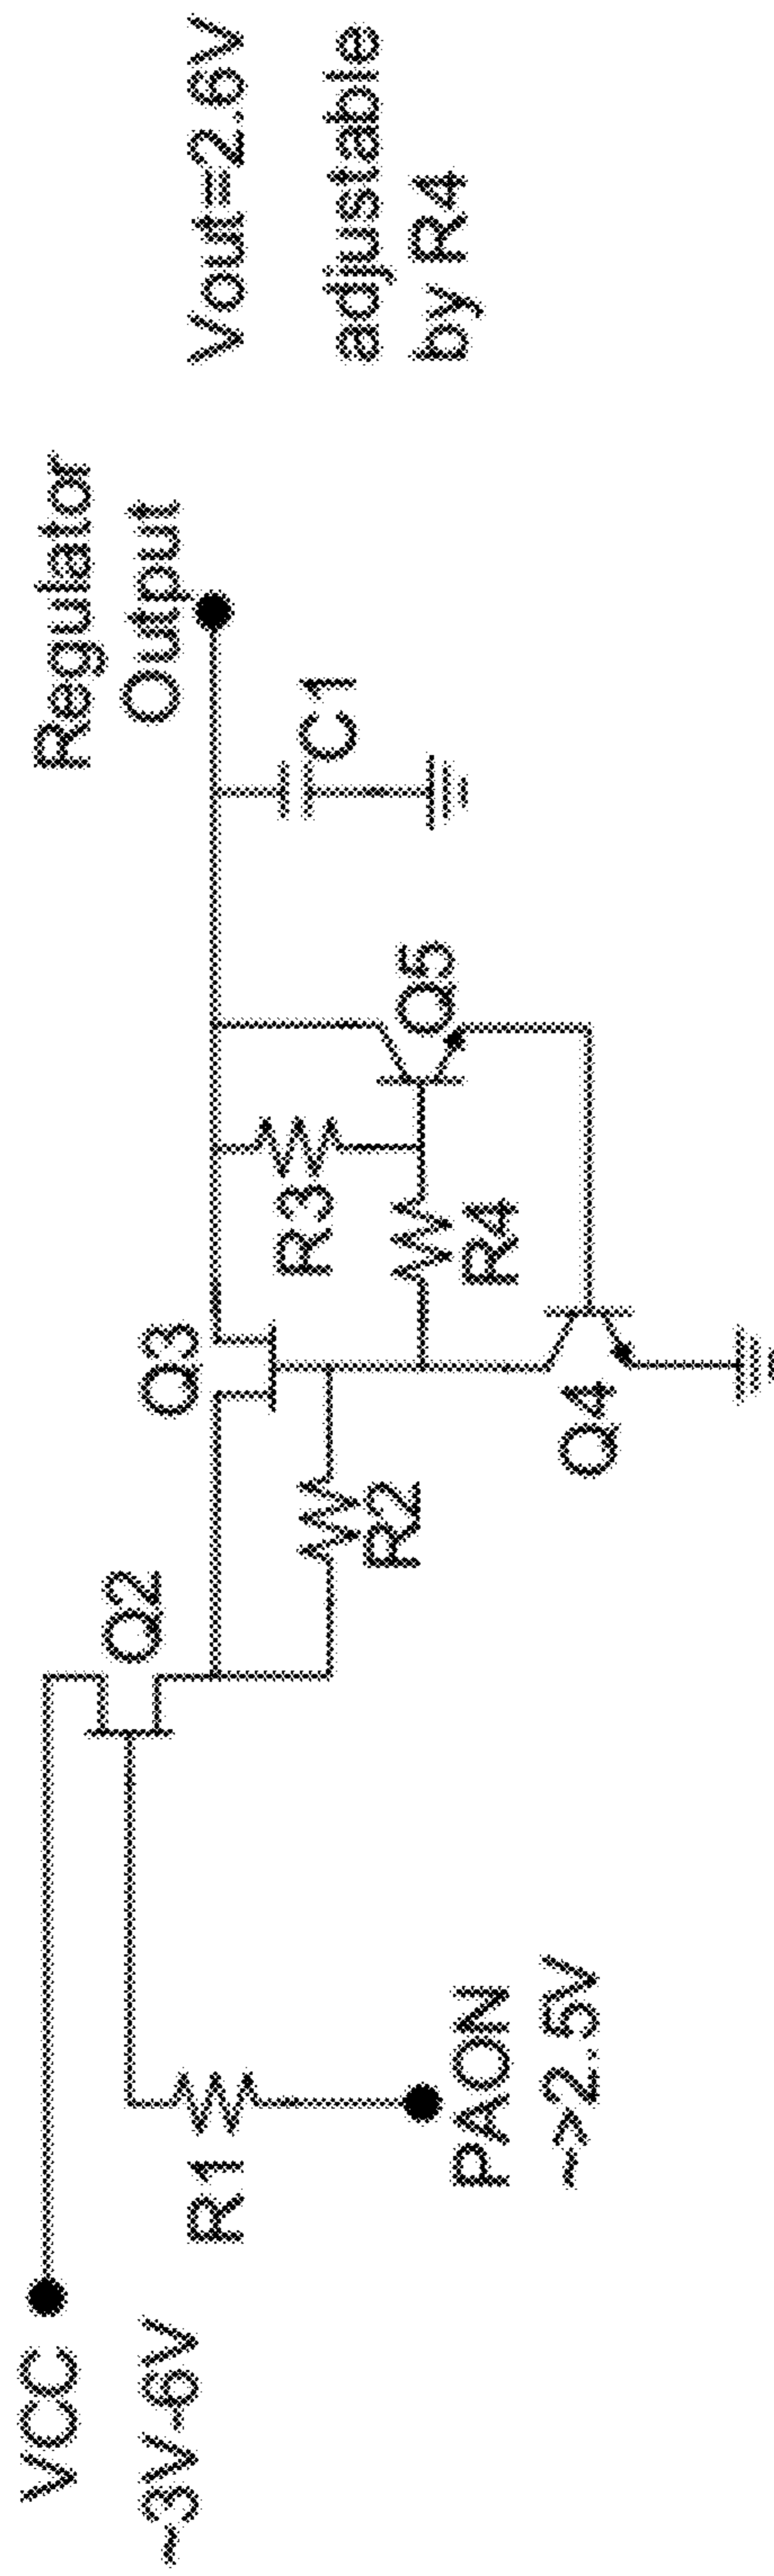 VCC
~3V-6V
R1
PAON
~>2.5V
Q2
R2
Q3
Q4
R3
R4
Q5
C1
Regulator
Output
Vout=2.6V
adjustable
by R4